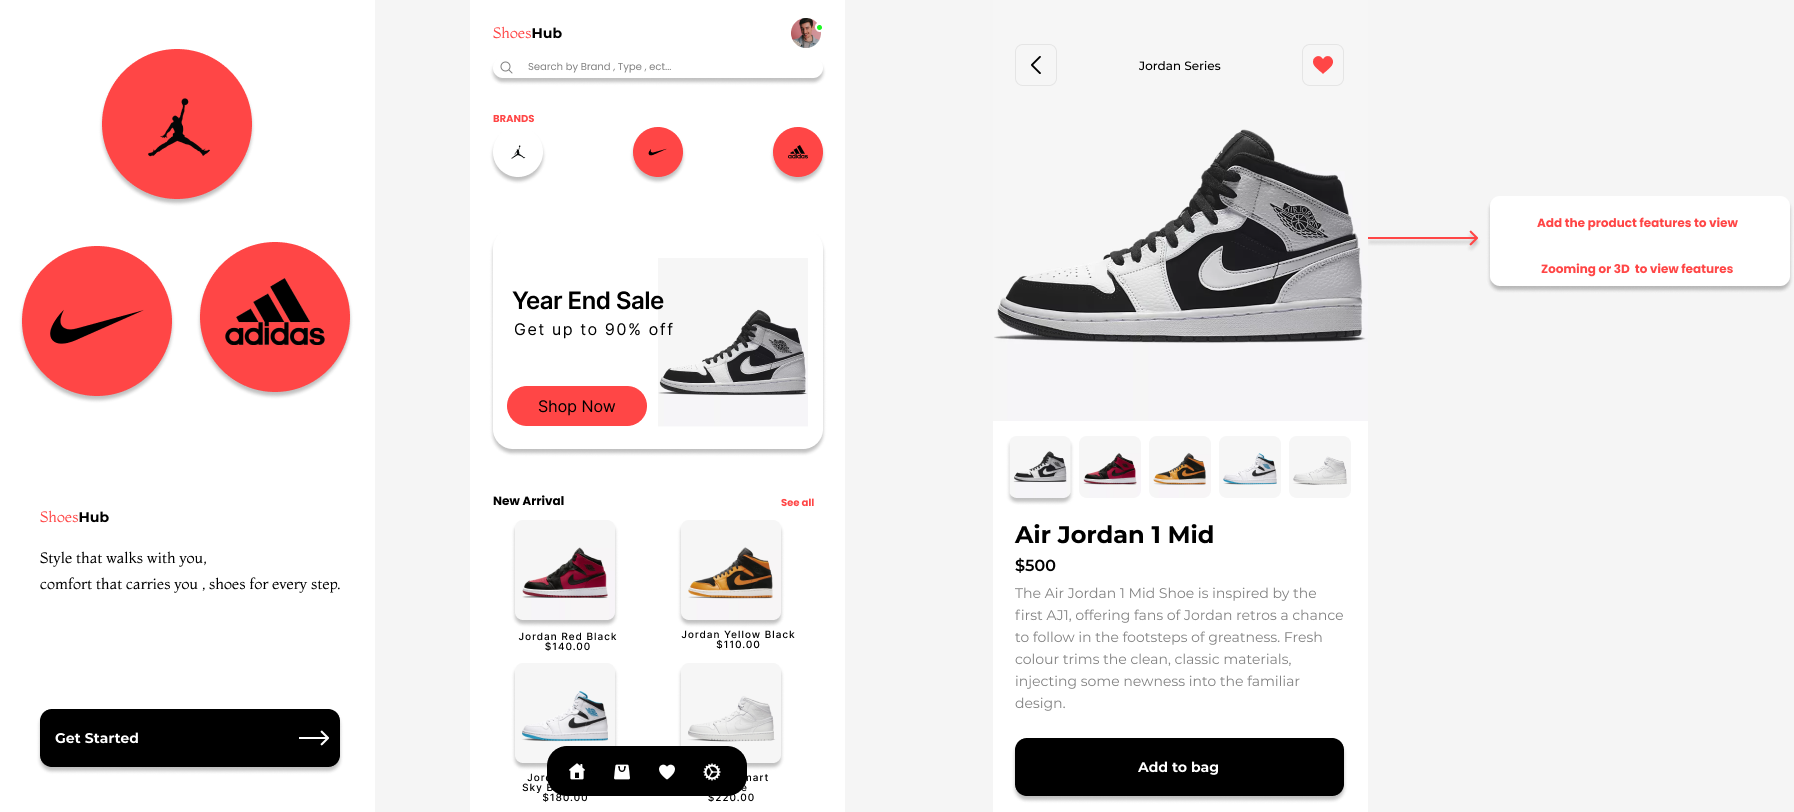 adidas
ShoesHub
Style that walks with you,
comfort that carries you , shoes for every step.
Get Started
ShoesHub
Search by Brand , Type , ect...
BRANDS
adidas
Year End Sale
Get up to 90% off
Shop Now
New Arrival
See all
Jordan Red Black
$140.00
Jordan Yellow Black
$110.00
Sky
$180.00
$220.00
Jordan Series
Air Jordan 1 Mid
$500
The Air Jordan 1 Mid Shoe is inspired by the
first AJ1, offering fans of Jordan retros a chance
to follow in the footsteps of greatness. Fresh
colour trims the clean, classic materials,
injecting some newness into the familiar
design.
Add to bag
Add the product features to view
Zooming or 3D to view features